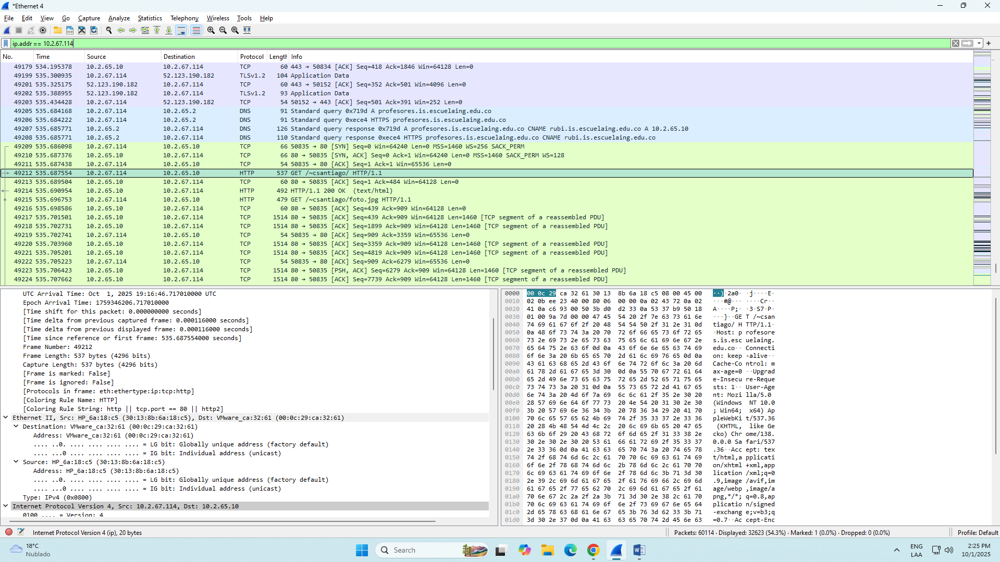 *Ethernet 4
File Edit View Go Capture Analyze Statistics Telephony Wireless Tools Help
ip.addr == 10.2.67.114
No. Time Source Destination Protocol Length Info
49179 534.195378 10.2.65.10 10.2.67.114 TCP 60 443 → 50834 [ACK] Seq=418 Ack=1846 Win=64128 Len=0
49199 535.300935 10.2.67.114 52.123.190.182 TLSv1.2 104 Application Data
49201 535.325175 52.123.190.182 10.2.67.114 TCP 60 443 → 50152 [ACK] Seq=352 Ack=501 Win=4096 Len=0
49202 535.388955 52.123.190.182 10.2.67.114 TLSv1.2 93 Application Data
49203 535.434428 10.2.67.114 52.123.190.182 TCP 54 50152 → 443 [ACK] Seq=501 Ack=391 Win=252 Len=0
49205 535.684168 10.2.67.114 10.2.65.2 DNS 91 Standard query 0x719d A profesores.is.escuelaing.edu.co
49206 535.684222 10.2.67.114 10.2.65.2 DNS 91 Standard query 0xece4 HTTPS profesores.is.escuelaing.edu.co
49207 535.685771 10.2.65.2 10.2.67.114 DNS 126 Standard query response 0x719d A profesores.is.escuelaing.edu.co CNAME rubi.is.escuelaing.edu.co A 10.2.65.10
49208 535.685771 10.2.65.2 10.2.67.114 DNS 110 Standard query response 0xece4 HTTPS profesores.is.escuelaing.edu.co CNAME rubi.is.escuelaing.edu.co
49209 535.686098 10.2.67.114 10.2.65.10 TCP 66 50835 → 80 [SYN] Seq=0 Win=64240 Len=0 MSS=1460 WS=256 SACK_PERM
49210 535.687376 10.2.65.10 10.2.67.114 TCP 66 80 → 50835 [SYN, ACK] Seq=0 Ack=1 Win=64240 Len=0 MSS=1460 SACK_PERM WS=128
49211 535.687438 10.2.67.114 10.2.65.10 TCP 54 50835 → 80 [ACK] Seq=1 Ack=1 Win=65536 Len=0
49212 535.687554 10.2.67.114 10.2.65.10 HTTP 537 GET /~csantiago/ HTTP/1.1
49213 535.689504 10.2.65.10 10.2.67.114 TCP 60 80 → 50835 [ACK] Seq=1 Ack=484 Win=64128 Len=0
49214 535.690954 10.2.65.10 10.2.67.114 HTTP 492 HTTP/1.1 200 OK  (text/html)
49215 535.696753 10.2.67.114 10.2.65.10 HTTP 479 GET /~csantiago/foto.jpg HTTP/1.1
49216 535.698586 10.2.65.10 10.2.67.114 TCP 60 80 → 50835 [ACK] Seq=439 Ack=909 Win=64128 Len=0
49217 535.701501 10.2.65.10 10.2.67.114 TCP 1514 80 → 50835 [ACK] Seq=439 Ack=909 Win=64128 Len=1460 [TCP segment of a reassembled PDU]
49218 535.702731 10.2.65.10 10.2.67.114 TCP 1514 80 → 50835 [ACK] Seq=1899 Ack=909 Win=64128 Len=1460 [TCP segment of a reassembled PDU]
49219 535.702741 10.2.67.114 10.2.65.10 TCP 54 50835 → 80 [ACK] Seq=909 Ack=3359 Win=65536 Len=0
49220 535.703960 10.2.65.10 10.2.67.114 TCP 1514 80 → 50835 [ACK] Seq=3359 Ack=909 Win=64128 Len=1460 [TCP segment of a reassembled PDU]
49221 535.705201 10.2.65.10 10.2.67.114 TCP 1514 80 → 50835 [ACK] Seq=4819 Ack=909 Win=64128 Len=1460 [TCP segment of a reassembled PDU]
49222 535.705223 10.2.67.114 10.2.65.10 TCP 54 50835 → 80 [ACK] Seq=909 Ack=6279 Win=65536 Len=0
49223 535.706423 10.2.65.10 10.2.67.114 TCP 1514 80 → 50835 [PSH, ACK] Seq=6279 Ack=909 Win=64128 Len=1460 [TCP segment of a reassembled PDU]
49224 535.707662 10.2.65.10 10.2.67.114 TCP 1514 80 → 50835 [ACK] Seq=7739 Ack=909 Win=64128 Len=1460 [TCP segment of a reassembled PDU]
UTC Arrival Time: Oct  1, 2025 19:16:46.717010000 UTC
Epoch Arrival Time: 1759346206.717010000
[Time shift for this packet: 0.000000000 seconds]
[Time delta from previous captured frame: 0.000116000 seconds]
[Time delta from previous displayed frame: 0.000116000 seconds]
[Time since reference or first frame: 535.687554000 seconds]
Frame Number: 49212
Frame Length: 537 bytes (4296 bits)
Capture Length: 537 bytes (4296 bits)
[Frame is marked: False]
[Frame is ignored: False]
[Protocols in frame: eth:ethertype:ip:tcp:http]
[Coloring Rule Name: HTTP]
[Coloring Rule String: http || tcp.port == 80 || http2]
Ethernet II, Src: HP_6a:18:c5 (30:13:8b:6a:18:c5), Dst: VMware_ca:32:61 (00:0c:29:ca:32:61)
Destination: VMware_ca:32:61 (00:0c:29:ca:32:61)
Address: VMware_ca:32:61 (00:0c:29:ca:32:61)
.... ..0. .... .... .... .... = LG bit: Globally unique address (factory default)
.... ...0 .... .... .... .... = IG bit: Individual address (unicast)
Source: HP_6a:18:c5 (30:13:8b:6a:18:c5)
Address: HP_6a:18:c5 (30:13:8b:6a:18:c5)
.... ..0. .... .... .... .... = LG bit: Globally unique address (factory default)
.... ...0 .... .... .... .... = IG bit: Individual address (unicast)
Type: IPv4 (0x0800)
Internet Protocol Version 4, Src: 10.2.67.114, Dst: 10.2.65.10
0100 .... = Version: 4
0000 00 0c 29 ca 32 61 30 13 8b 6a 18 c5 08 00 45 00 ··)·2a0· ·j····E·
0010 02 0b ee 23 40 00 80 06 00 00 0a 02 43 72 0a 02 ···#@··· ····Cr··
0020 41 0a c6 93 00 50 3b d0 d2 33 0a 53 37 b9 50 18 A····P;· ·3·S7·P·
0030 01 00 9a 7d 00 00 47 45 54 20 2f 7e 63 73 61 6e ···}··GE T /~csan
0040 74 69 61 67 6f 2f 20 48 54 54 50 2f 31 2e 31 0d tiago/ H TTP/1.1·
0050 0a 48 6f 73 74 3a 20 70 72 6f 66 65 73 6f 72 65 ·Host: p rofesore
0060 73 2e 69 73 2e 65 73 63 75 65 6c 61 69 6e 67 2e s.is.esc uelaing.
0070 65 64 75 2e 63 6f 0d 0a 43 6f 6e 6e 65 63 74 69 edu.co·· Connecti
0080 6f 6e 3a 20 6b 65 65 70 2d 61 6c 69 76 65 0d 0a on: keep -alive··
0090 43 61 63 68 65 2d 43 6f 6e 74 72 6f 6c 3a 20 6d Cache-Co ntrol: m
00a0 61 78 2d 61 67 65 3d 30 0d 0a 55 70 67 72 61 64 ax-age=0 ··Upgrad
00b0 65 2d 49 6e 73 65 63 75 72 65 2d 52 65 71 75 65 e-Insecu re-Reque
00c0 73 74 73 3a 20 31 0d 0a 55 73 65 72 2d 41 67 65 sts: 1·· User-Age
00d0 6e 74 3a 20 4d 6f 7a 69 6c 6c 61 2f 35 2e 30 20 nt: Mozi lla/5.0
00e0 28 57 69 6e 64 6f 77 73 20 4e 54 20 31 30 2e 30 (Windows  NT 10.0
00f0 3b 20 57 69 6e 36 34 3b 20 78 36 34 29 20 41 70 ; Win64;  x64) Ap
0100 70 6c 65 57 65 62 4b 69 74 2f 35 33 37 2e 33 36 pleWebKi t/537.36
0110 20 28 4b 48 54 4d 4c 2c 20 6c 69 6b 65 20 47 65  (KHTML,  like Ge
0120 63 6b 6f 29 20 43 68 72 6f 6d 65 2f 31 33 38 2e cko) Chr ome/138.
0130 30 2e 30 2e 30 20 53 61 66 61 72 69 2f 35 33 37 0.0.0 Sa fari/537
0140 2e 33 36 0d 0a 41 63 63 65 70 74 3a 20 74 65 78 .36··Acc ept: tex
0150 74 2f 68 74 6d 6c 2c 61 70 70 6c 69 63 61 74 69 t/html,a pplicati
0160 6f 6e 2f 78 68 74 6d 6c 2b 78 6d 6c 2c 61 70 70 on/xhtml +xml,app
0170 6c 69 63 61 74 69 6f 6e 2f 78 6d 6c 3b 71 3d 30 lication /xml;q=0
0180 2e 39 2c 69 6d 61 67 65 2f 61 76 69 66 2c 69 6d .9,image /avif,im
0190 61 67 65 2f 77 65 62 70 2c 69 6d 61 67 65 2f 61 age/webp ,image/a
01a0 70 6e 67 2c 2a 2f 2a 3b 71 3d 30 2e 38 2c 61 70 png,*/*; q=0.8,ap
01b0 70 6c 69 63 61 74 69 6f 6e 2f 73 69 67 6e 65 64 plicatio n/signed
01c0 2d 65 78 63 68 61 6e 67 65 3b 76 3d 62 33 3b 71 -exchang e;v=b3;q
01d0 3d 30 2e 37 0d 0a 41 63 63 65 70 74 2d 45 6e 63 =0.7··Ac cept-Enc
Internet Protocol Version 4 (ip), 20 bytes
Packets: 60114 · Displayed: 32623 (54.3%) · Marked: 1 (0.0%) · Dropped: 0 (0.0%)
Profile: Default
18°C
Nublado
Search
ENG
LAA
2:25 PM
10/1/2025